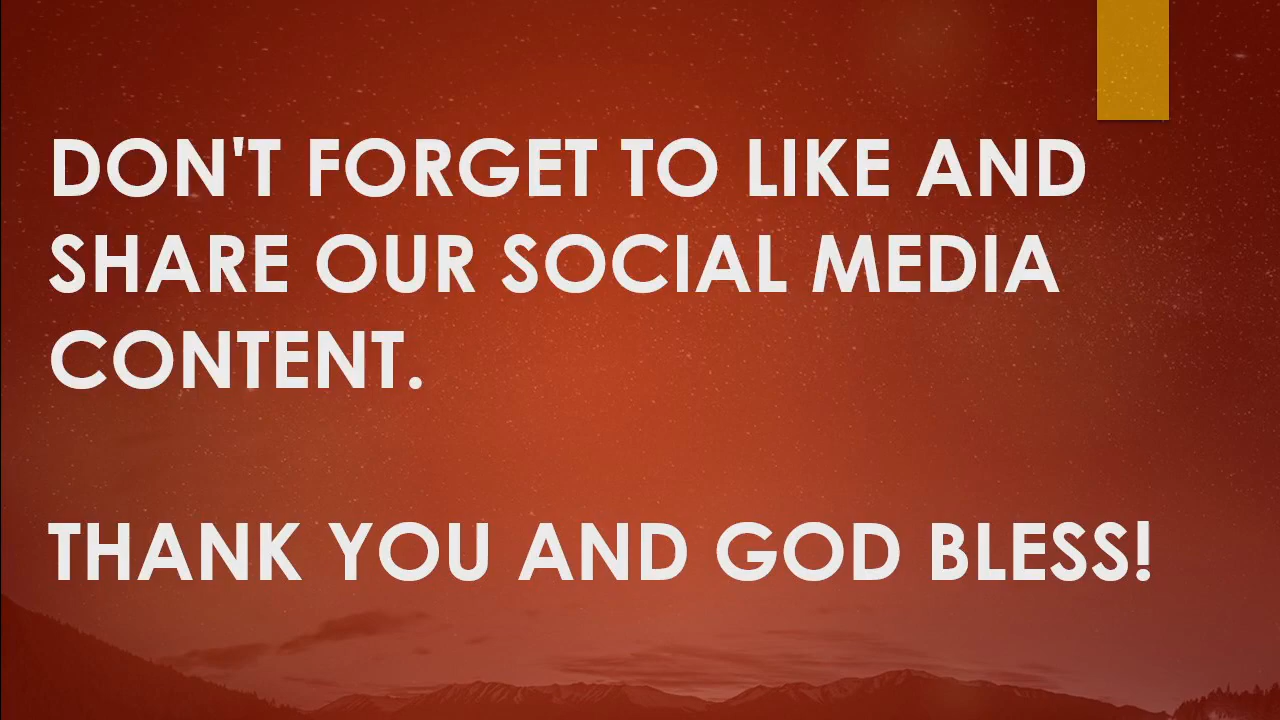 DON'T FORGET TO LIKE AND
SHARE OUR SOCIAL MEDIA
CONTENT.
THANK YOU AND GOD BLESS!